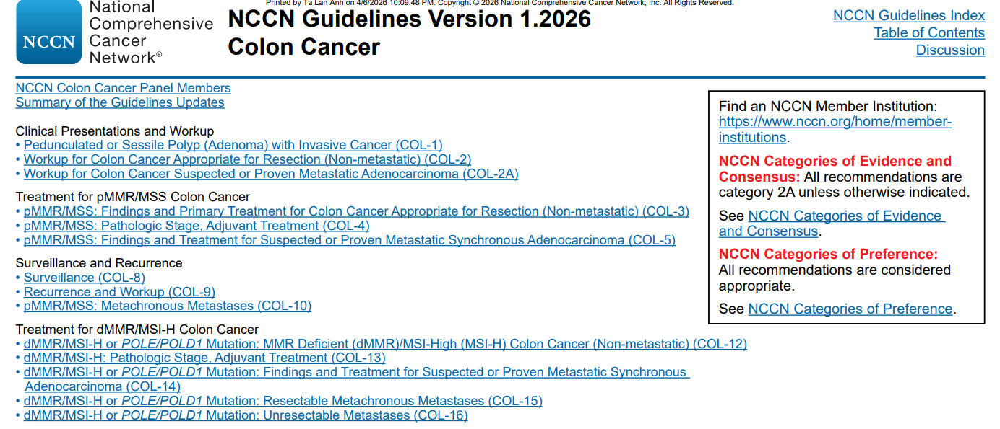 Printed by Ta Lan Anh on 4/6/2026 10:09:48 PM. Copyright © 2026 National Comprehensive Cancer Network, Inc. All Rights Reserved.
NCCN
National
Comprehensive
Cancer
Network®
NCCN Guidelines Version 1.2026
Colon Cancer
NCCN Guidelines Index
Table of Contents
Discussion
NCCN Colon Cancer Panel Members
Summary of the Guidelines Updates
Clinical Presentations and Workup
• Pedunculated or Sessile Polyp (Adenoma) with Invasive Cancer (COL-1)
• Workup for Colon Cancer Appropriate for Resection (Non-metastatic) (COL-2)
• Workup for Colon Cancer Suspected or Proven Metastatic Adenocarcinoma (COL-2A)
Treatment for pMMR/MSS Colon Cancer
• pMMR/MSS: Findings and Primary Treatment for Colon Cancer Appropriate for Resection (Non-metastatic) (COL-3)
• pMMR/MSS: Pathologic Stage, Adjuvant Treatment (COL-4)
• pMMR/MSS: Findings and Treatment for Suspected or Proven Metastatic Synchronous Adenocarcinoma (COL-5)
Surveillance and Recurrence
• Surveillance (COL-8)
• Recurrence and Workup (COL-9)
• pMMR/MSS: Metachronous Metastases (COL-10)
Treatment for dMMR/MSI-H Colon Cancer
• dMMR/MSI-H or POLE/POLD1 Mutation: MMR Deficient (dMMR)/MSI-High (MSI-H) Colon Cancer (Non-metastatic) (COL-12)
• dMMR/MSI-H: Pathologic Stage, Adjuvant Treatment (COL-13)
• dMMR/MSI-H or POLE/POLD1 Mutation: Findings and Treatment for Suspected or Proven Metastatic Synchronous
Adenocarcinoma (COL-14)
• dMMR/MSI-H or POLE/POLD1 Mutation: Resectable Metachronous Metastases (COL-15)
• dMMR/MSI-H or POLE/POLD1 Mutation: Unresectable Metastases (COL-16)
Find an NCCN Member Institution:
https://www.nccn.org/home/member-
institutions.
NCCN Categories of Evidence and
Consensus: All recommendations are
category 2A unless otherwise indicated.
See NCCN Categories of Evidence
and Consensus.
NCCN Categories of Preference:
All recommendations are considered
appropriate.
See NCCN Categories of Preference.